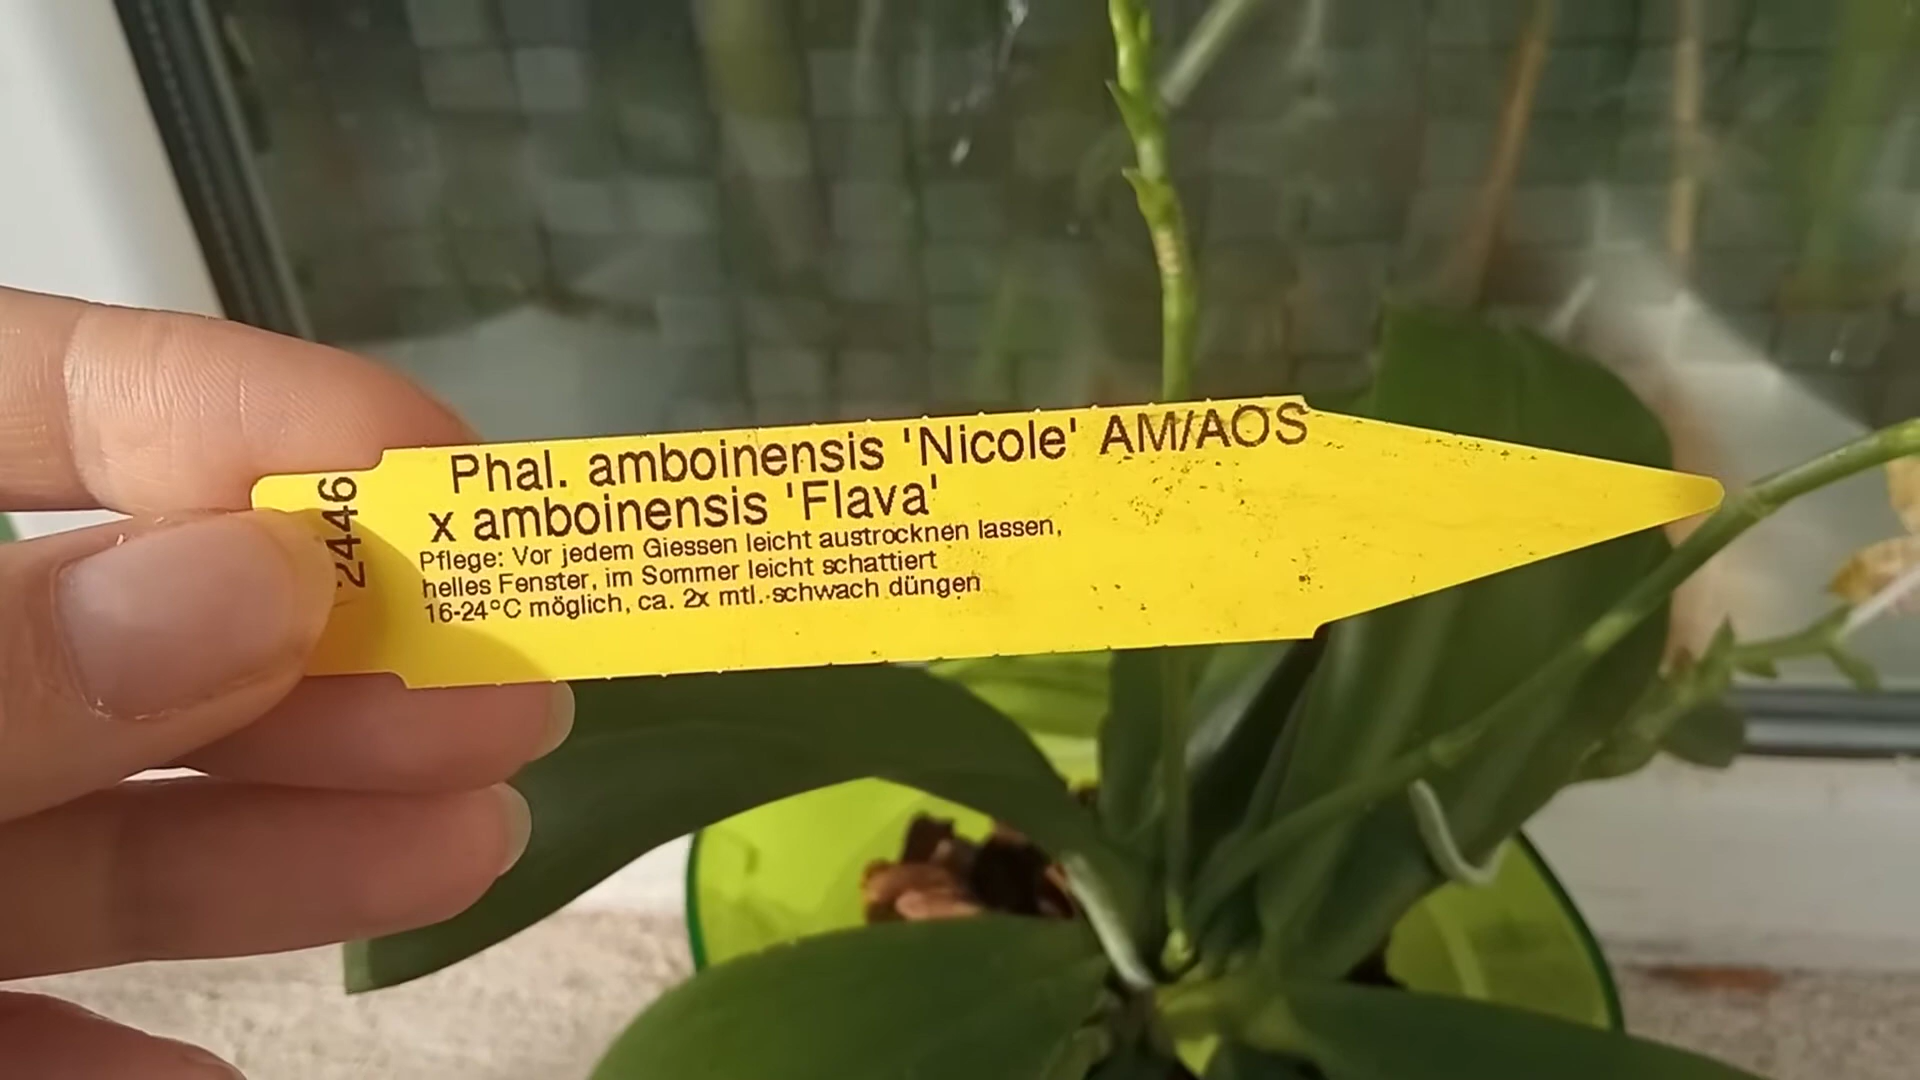 Phal. amboinensis 'Nicole' AM/AOS
x amboinensis 'Flava'
Pflege: Vor jedem Giessen leicht austrocknen lassen,
helles Fenster, im Sommer leicht schattiert
16-24°C möglich, ca. 2x mtl. schwach düngen
2446